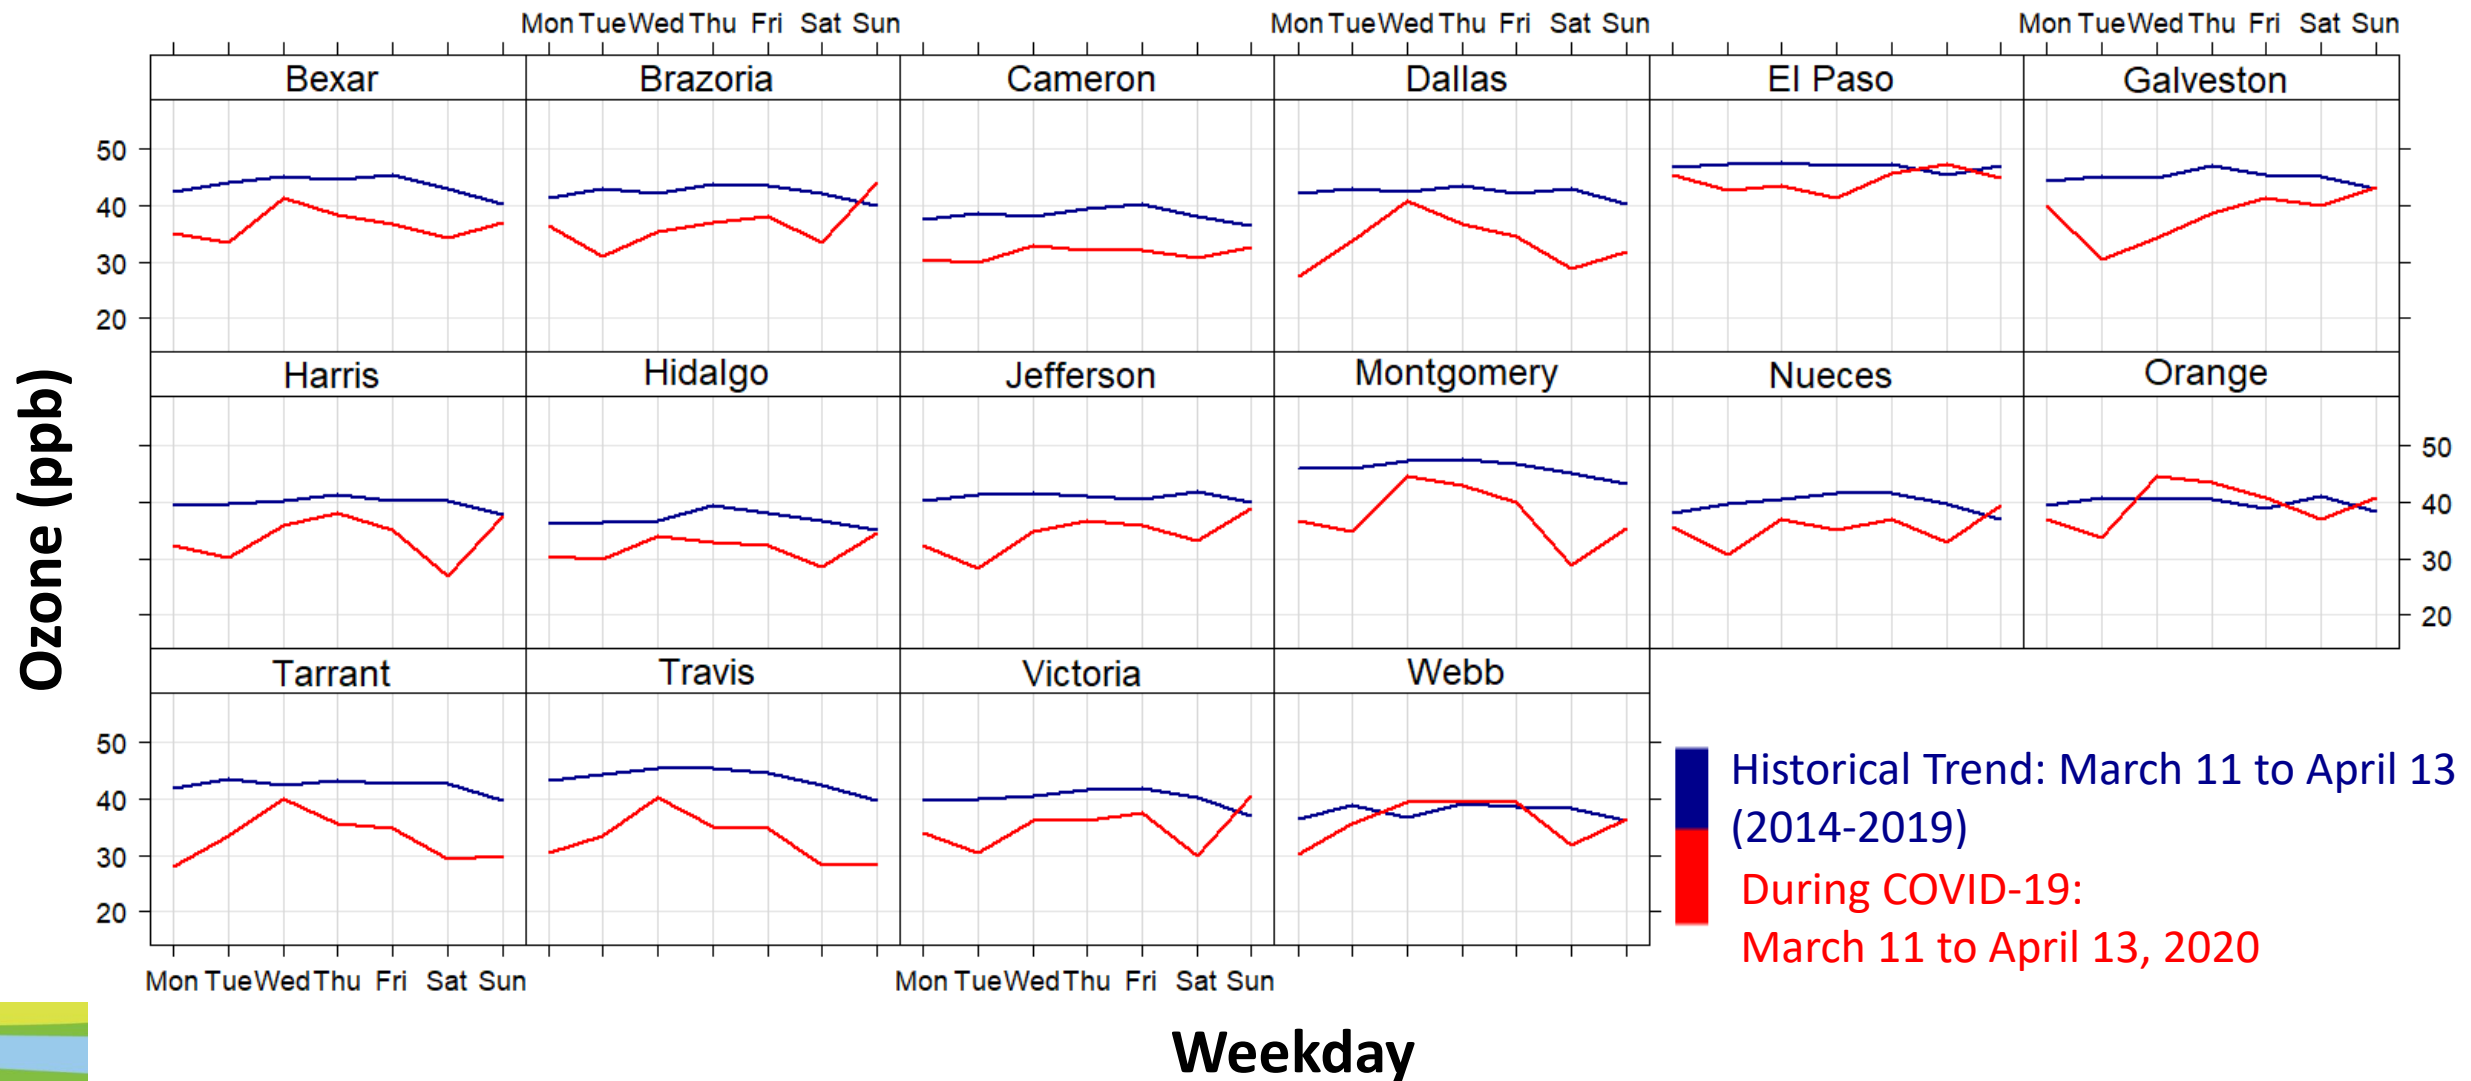 Mon Tue Wed Thu Fri Sat Sun Mon Tue Wed Thu Fri Sat Sun Mon Tue Wed Thu Fri Sat Sun
Bexar Brazoria Cameron Dallas El Paso Galveston
50
40
30
20
Harris Hidalgo Jefferson Montgomery Nueces Orange
50
40
30
20
Tarrant Travis Victoria Webb
50
40
30
20
Mon Tue Wed Thu Fri Sat Sun Mon Tue Wed Thu Fri Sat Sun
Ozone (ppb)
Weekday
Historical Trend: March 11 to April 13
(2014-2019)
During COVID-19:
March 11 to April 13, 2020